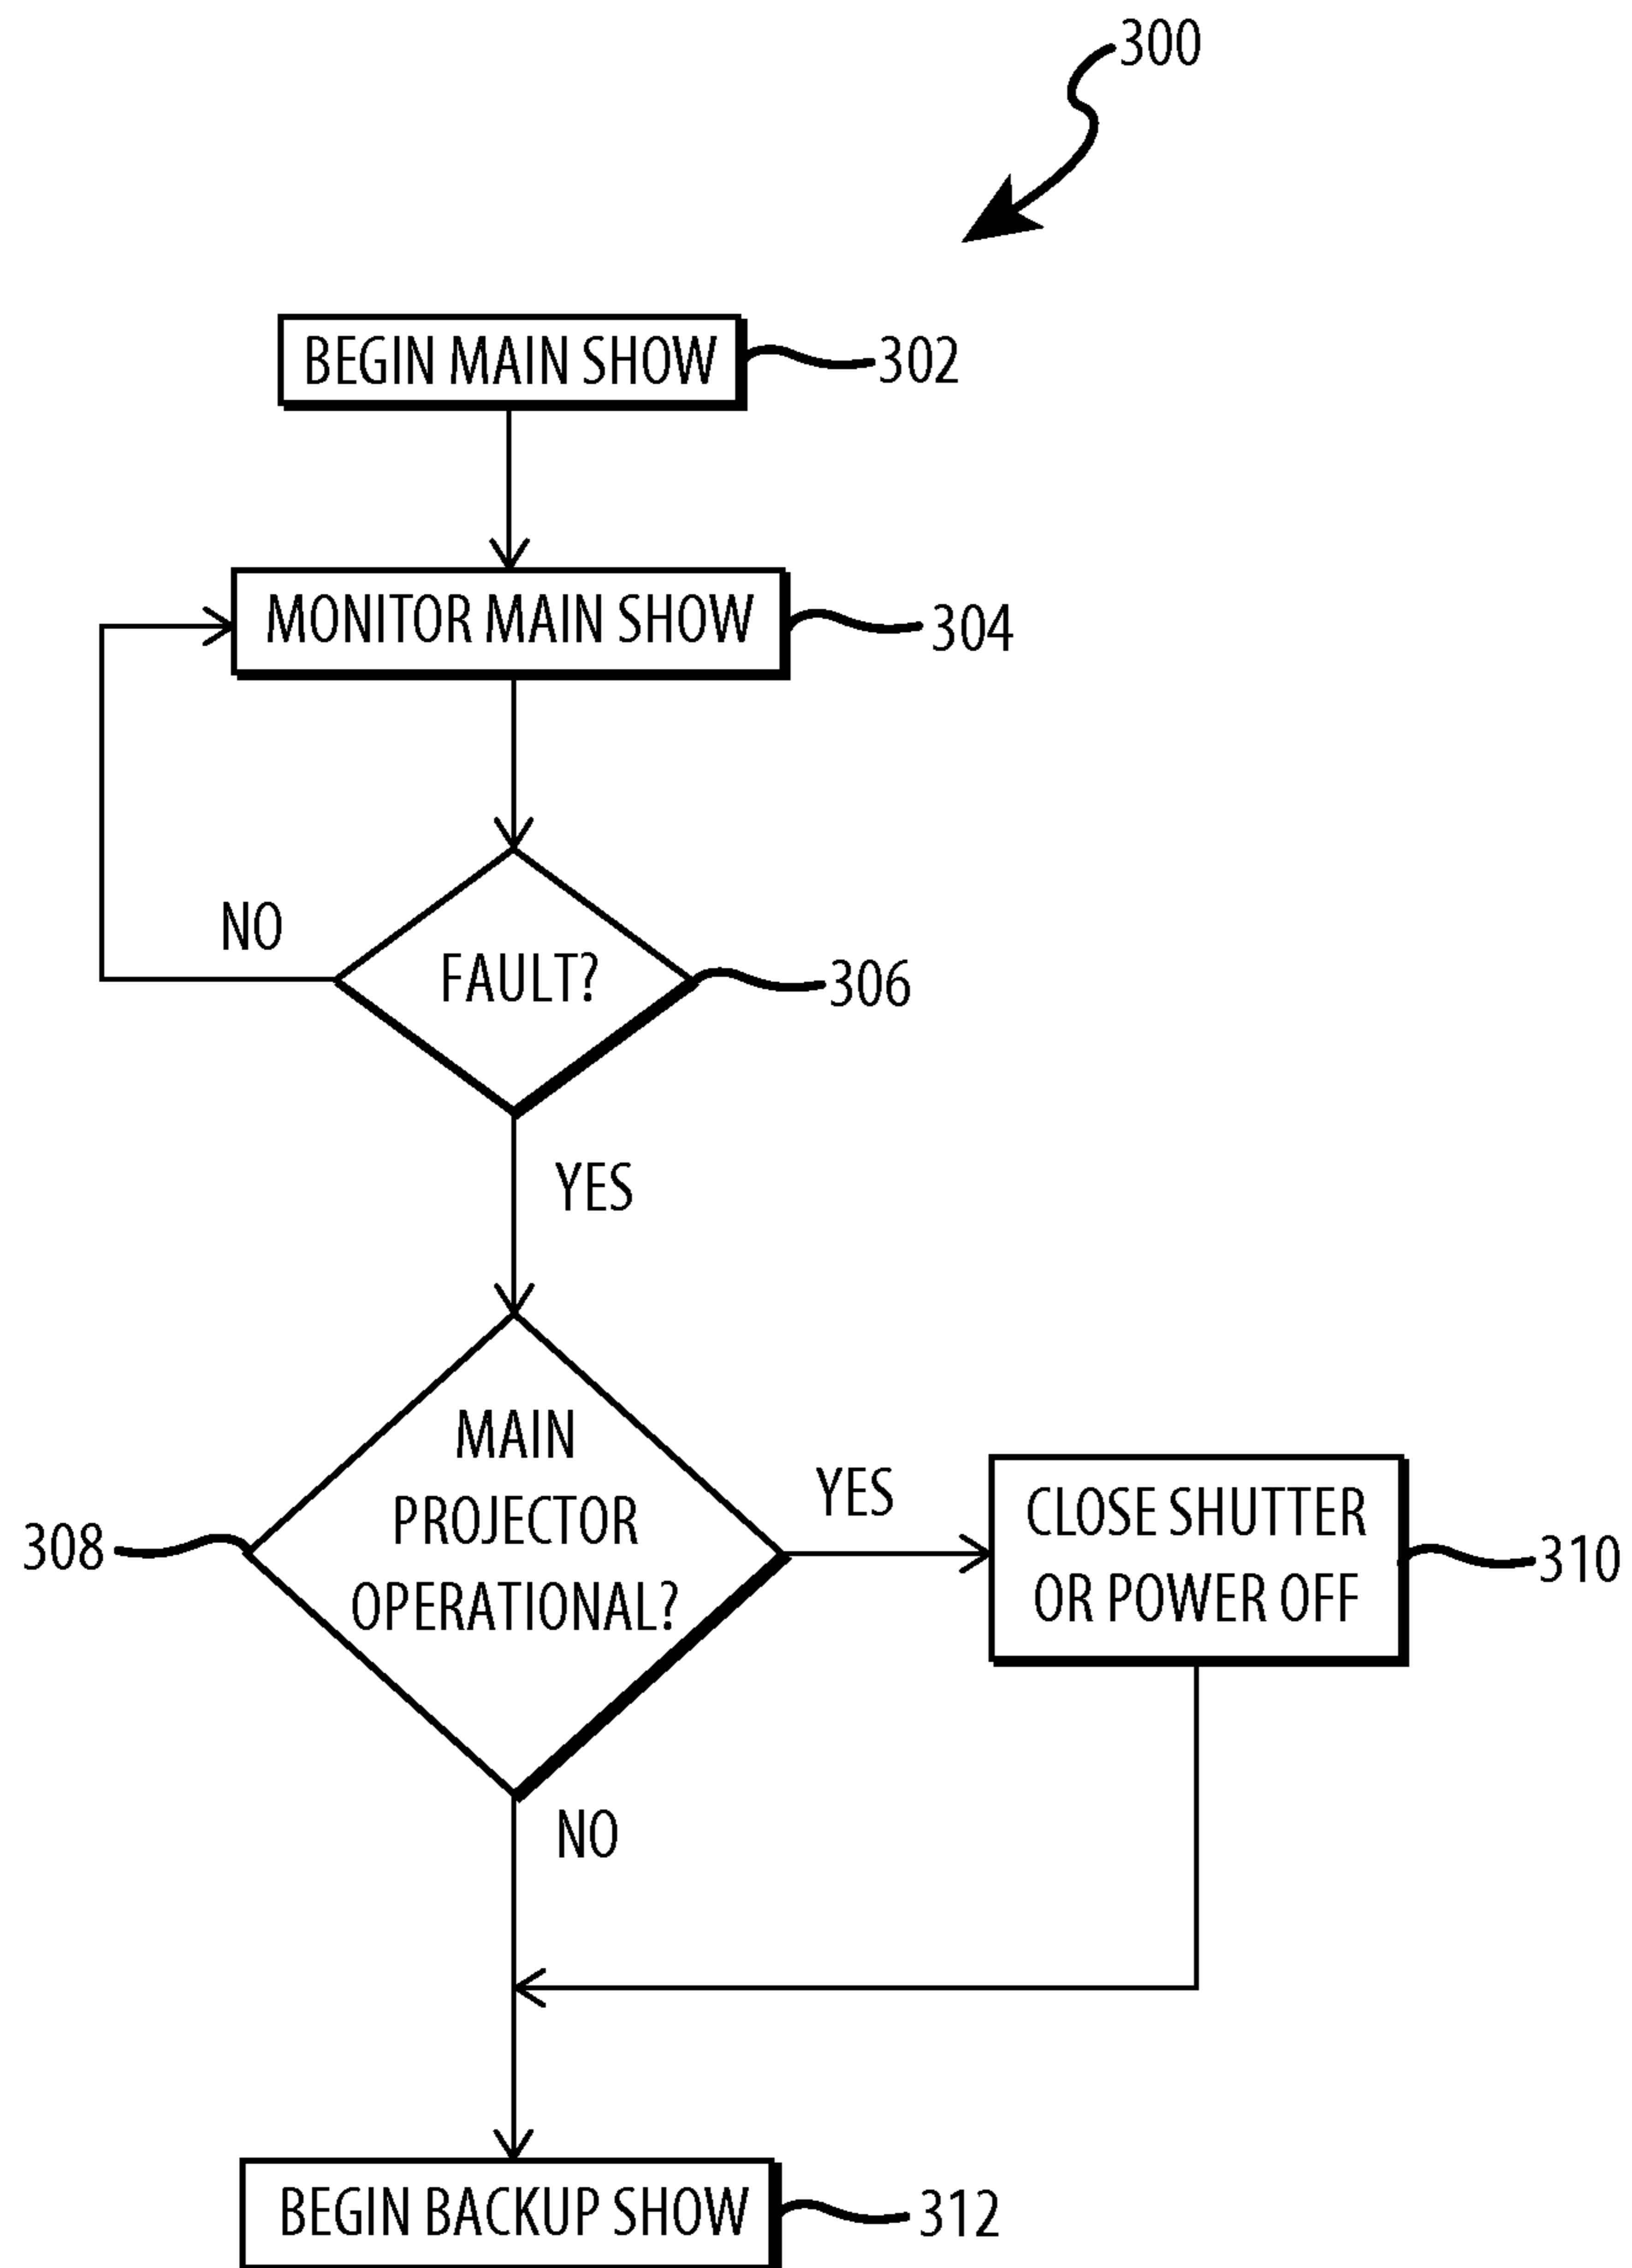 300
BEGIN MAIN SHOW
302
MONITOR MAIN SHOW
304
NO
FAULT?
306
YES
MAIN
PROJECTOR
OPERATIONAL?
308
YES
CLOSE SHUTTER
OR POWER OFF
310
NO
BEGIN BACKUP SHOW
312